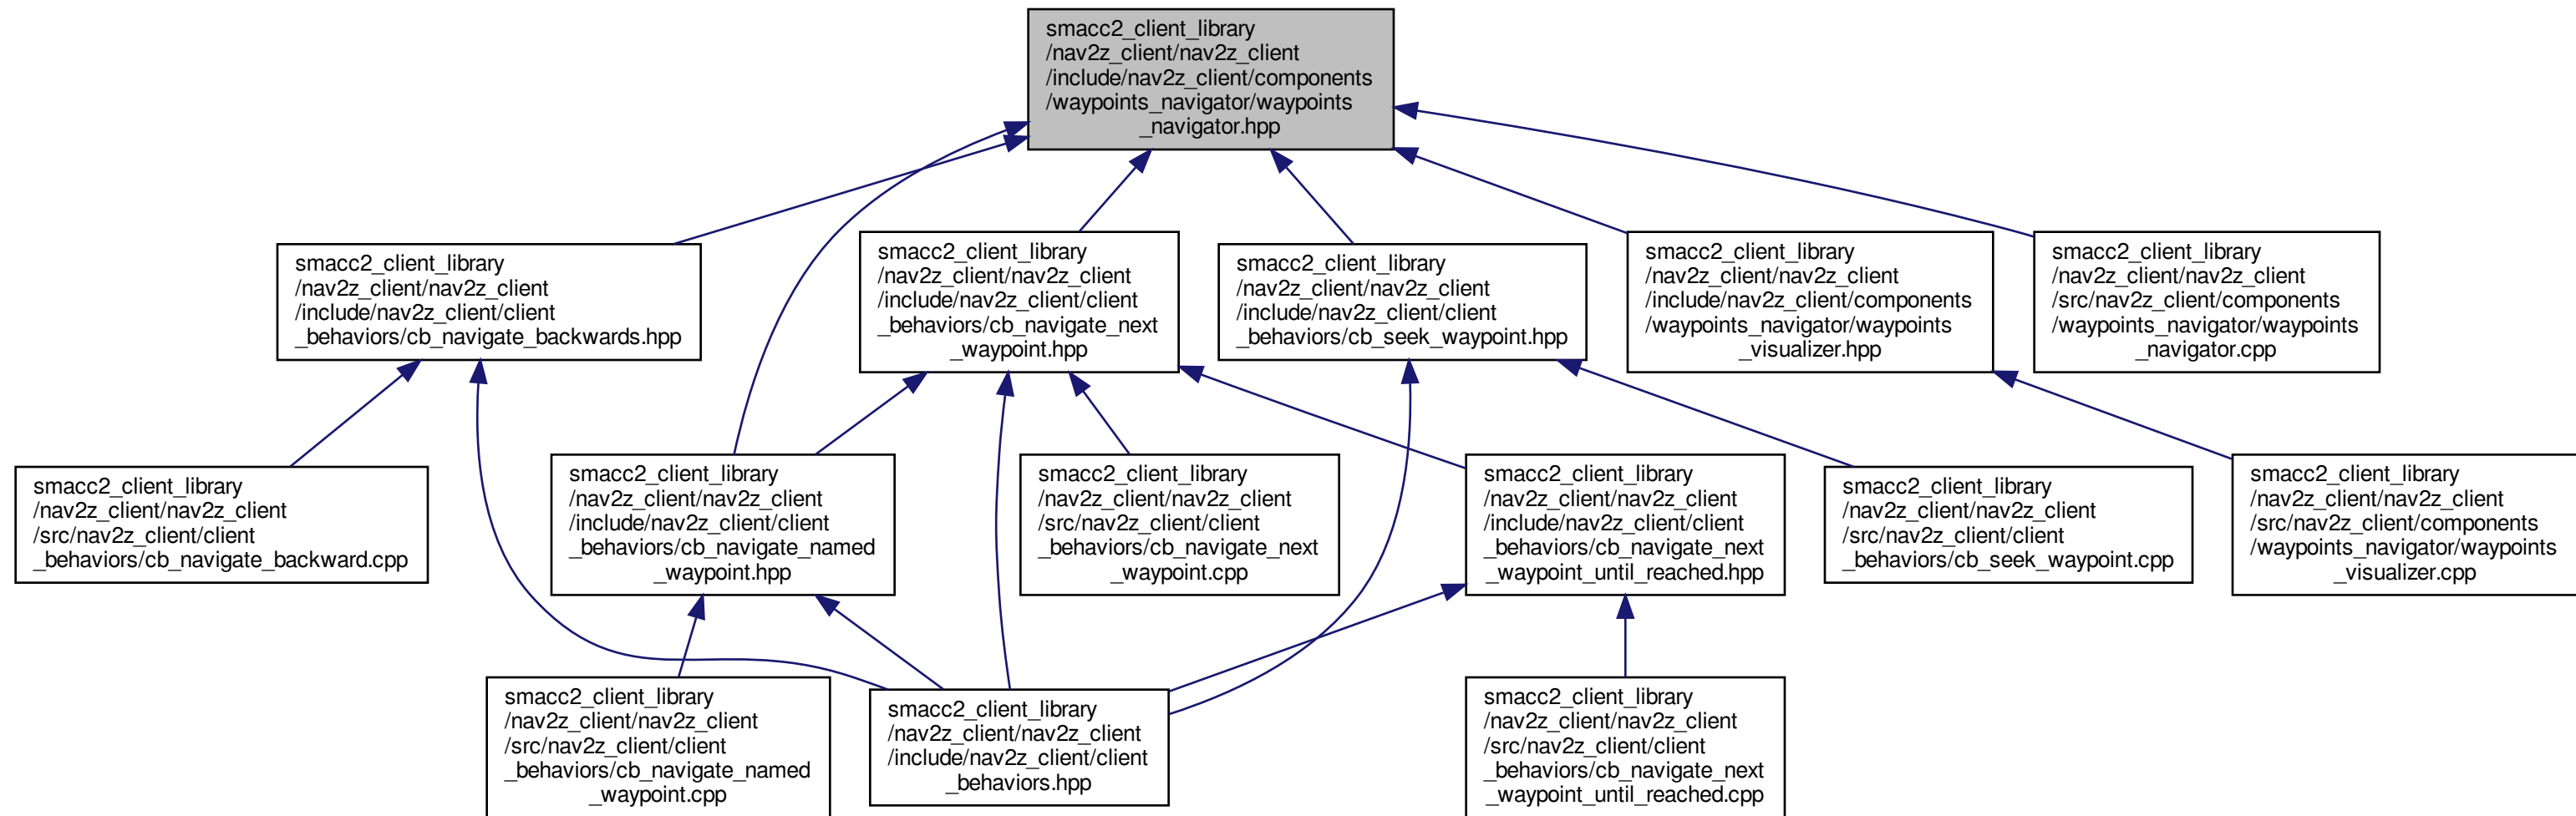 smacc2_client_library
/nav2z_client/nav2z_client
/include/nav2z_client/components
/waypoints_navigator/waypoints
_navigator.hpp
smacc2_client_library
/nav2z_client/nav2z_client
/include/nav2z_client/client
_behaviors/cb_navigate_backwards.hpp
smacc2_client_library
/nav2z_client/nav2z_client
/include/nav2z_client/client
_behaviors/cb_navigate_next
_waypoint.hpp
smacc2_client_library
/nav2z_client/nav2z_client
/include/nav2z_client/client
_behaviors/cb_seek_waypoint.hpp
smacc2_client_library
/nav2z_client/nav2z_client
/include/nav2z_client/components
/waypoints_navigator/waypoints
_visualizer.hpp
smacc2_client_library
/nav2z_client/nav2z_client
/src/nav2z_client/components
/waypoints_navigator/waypoints
_navigator.cpp
smacc2_client_library
/nav2z_client/nav2z_client
/src/nav2z_client/client
_behaviors/cb_navigate_backward.cpp
smacc2_client_library
/nav2z_client/nav2z_client
/include/nav2z_client/client
_behaviors/cb_navigate_named
_waypoint.hpp
smacc2_client_library
/nav2z_client/nav2z_client
/src/nav2z_client/client
_behaviors/cb_navigate_next
_waypoint.cpp
smacc2_client_library
/nav2z_client/nav2z_client
/include/nav2z_client/client
_behaviors/cb_navigate_next
_waypoint_until_reached.hpp
smacc2_client_library
/nav2z_client/nav2z_client
/src/nav2z_client/client
_behaviors/cb_seek_waypoint.cpp
smacc2_client_library
/nav2z_client/nav2z_client
/src/nav2z_client/components
/waypoints_navigator/waypoints
_visualizer.cpp
smacc2_client_library
/nav2z_client/nav2z_client
/src/nav2z_client/client
_behaviors/cb_navigate_named
_waypoint.cpp
smacc2_client_library
/nav2z_client/nav2z_client
/include/nav2z_client/client
_behaviors.hpp
smacc2_client_library
/nav2z_client/nav2z_client
/src/nav2z_client/client
_behaviors/cb_navigate_next
_waypoint_until_reached.cpp